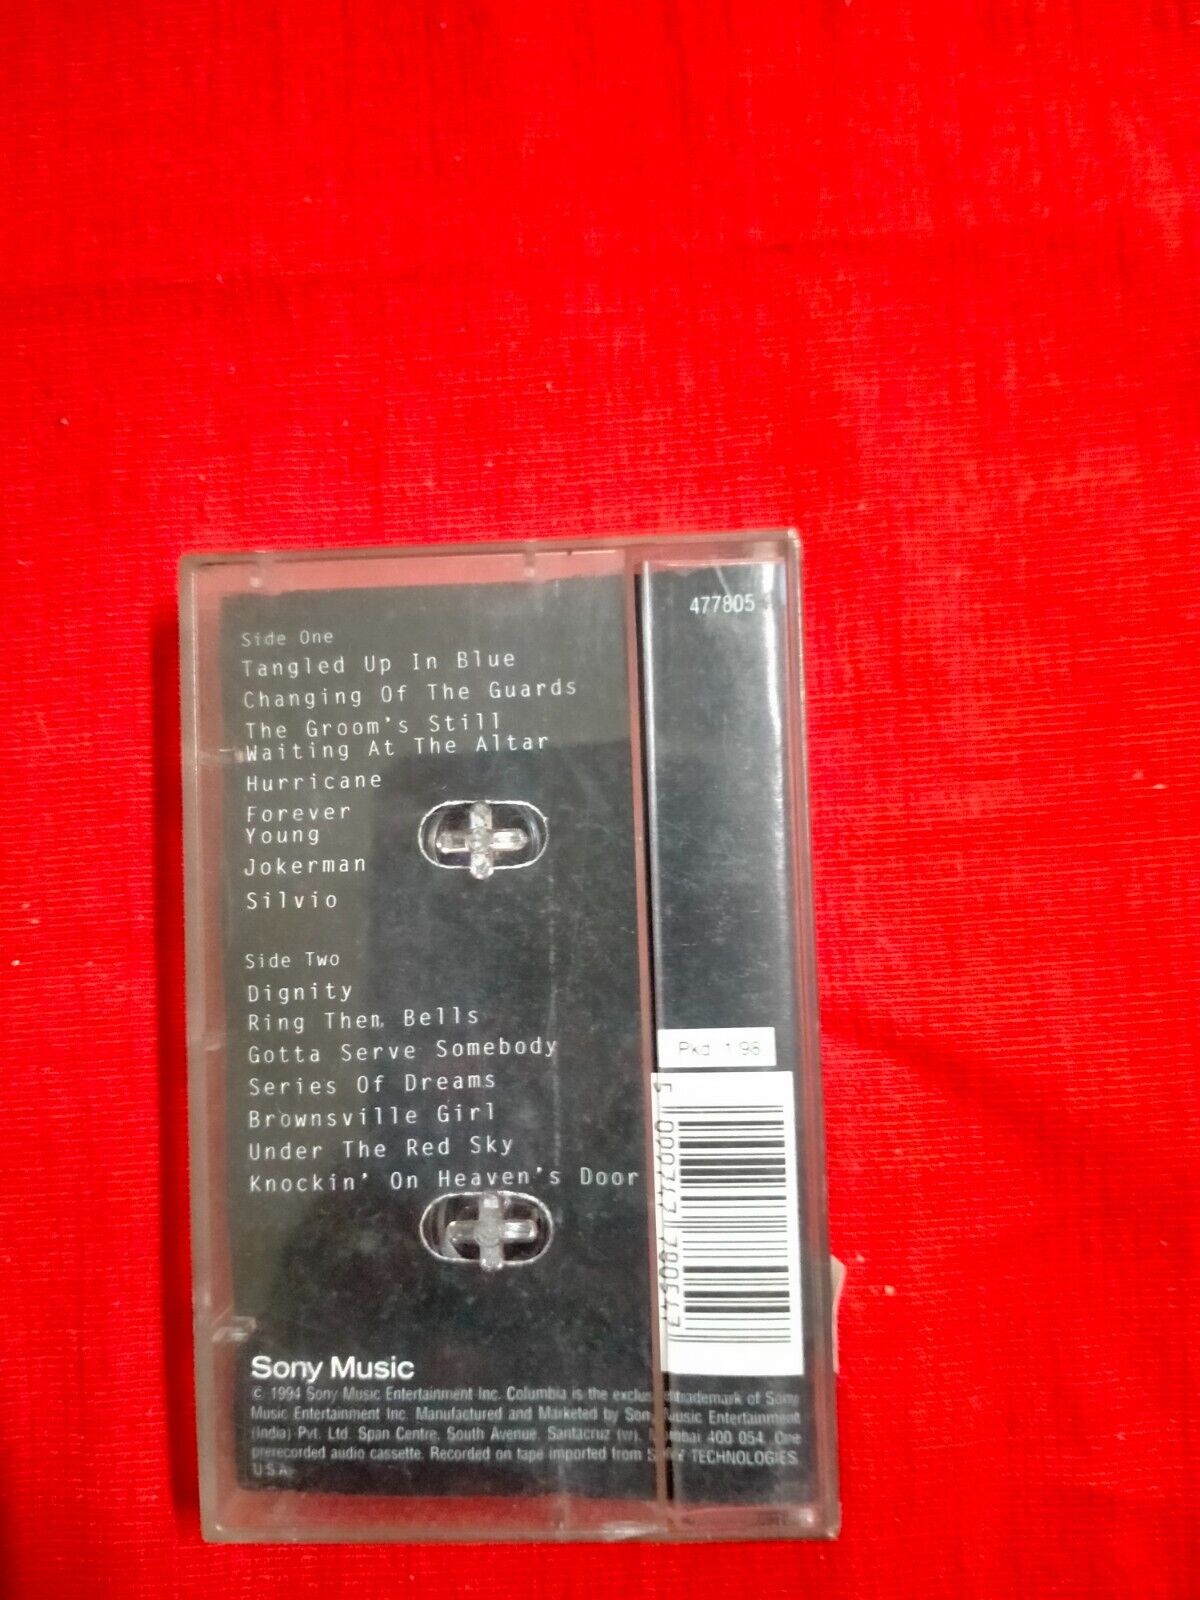 477805
Side One
Tangled Up In Blue
Changing Of The Guards
The Groom's Still
Waiting At The Altar
Hurricane
Forever
Young
Jokerman
Silvio
Side Two
Dignity
Ring Them Bells
Gotta Serve Somebody
Series Of Dreams
Brownsville Girl
Under The Red Sky
Knockin' On Heaven's Door
Pkd. 1 98
Sony Music
© 1994 Sony Music Entertainment Inc. Columbia is the trademark of Sony
Music Entertainment Inc. Manufactured and Marketed by Sony Music Entertainment
(India) Pvt. Ltd. Span Centre, South Avenue, Santacruz (w), 400 054. One
prerecorded audio cassette. Recorded on tape imported from TECHNOLOGIES
U.S.A.